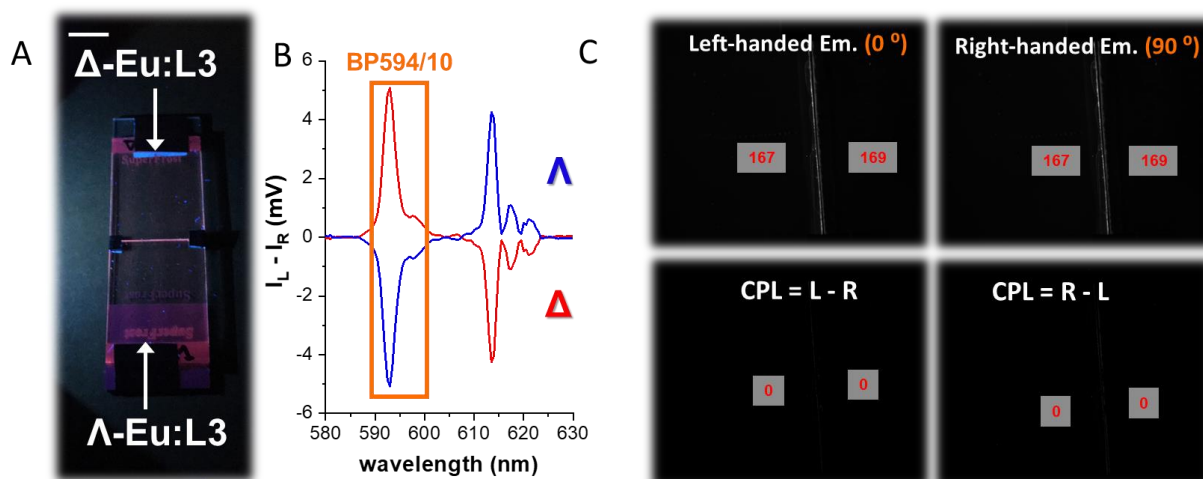 A
Δ-Eu:L3
Λ-Eu:L3
SuperFrost
B
BP594/10
I_L - I_R (mV)
6
4
2
0
-2
-4
-6
580
590
600
610
620
630
wavelength (nm)
Λ
Δ
C
Left-handed Em. (0 º)
167
169
Right-handed Em. (90 º)
167
169
CPL = L - R
0
0
CPL = R - L
0
0